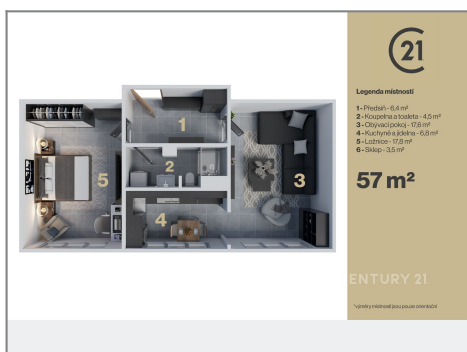 21
Legenda místností
1 - Předsíň - 6,4 m²
2 - Koupelna a toaleta - 4,5 m²
3 - Obývací pokoj - 17,6 m²
4 - Kuchyně a jídelna - 6,8 m²
5 - Ložnice - 17,8 m²
6 - Sklep - 3,5 m²
57 m²
1
2
3
4
5
ENTURY 21
*výměry místností jsou pouze orientační